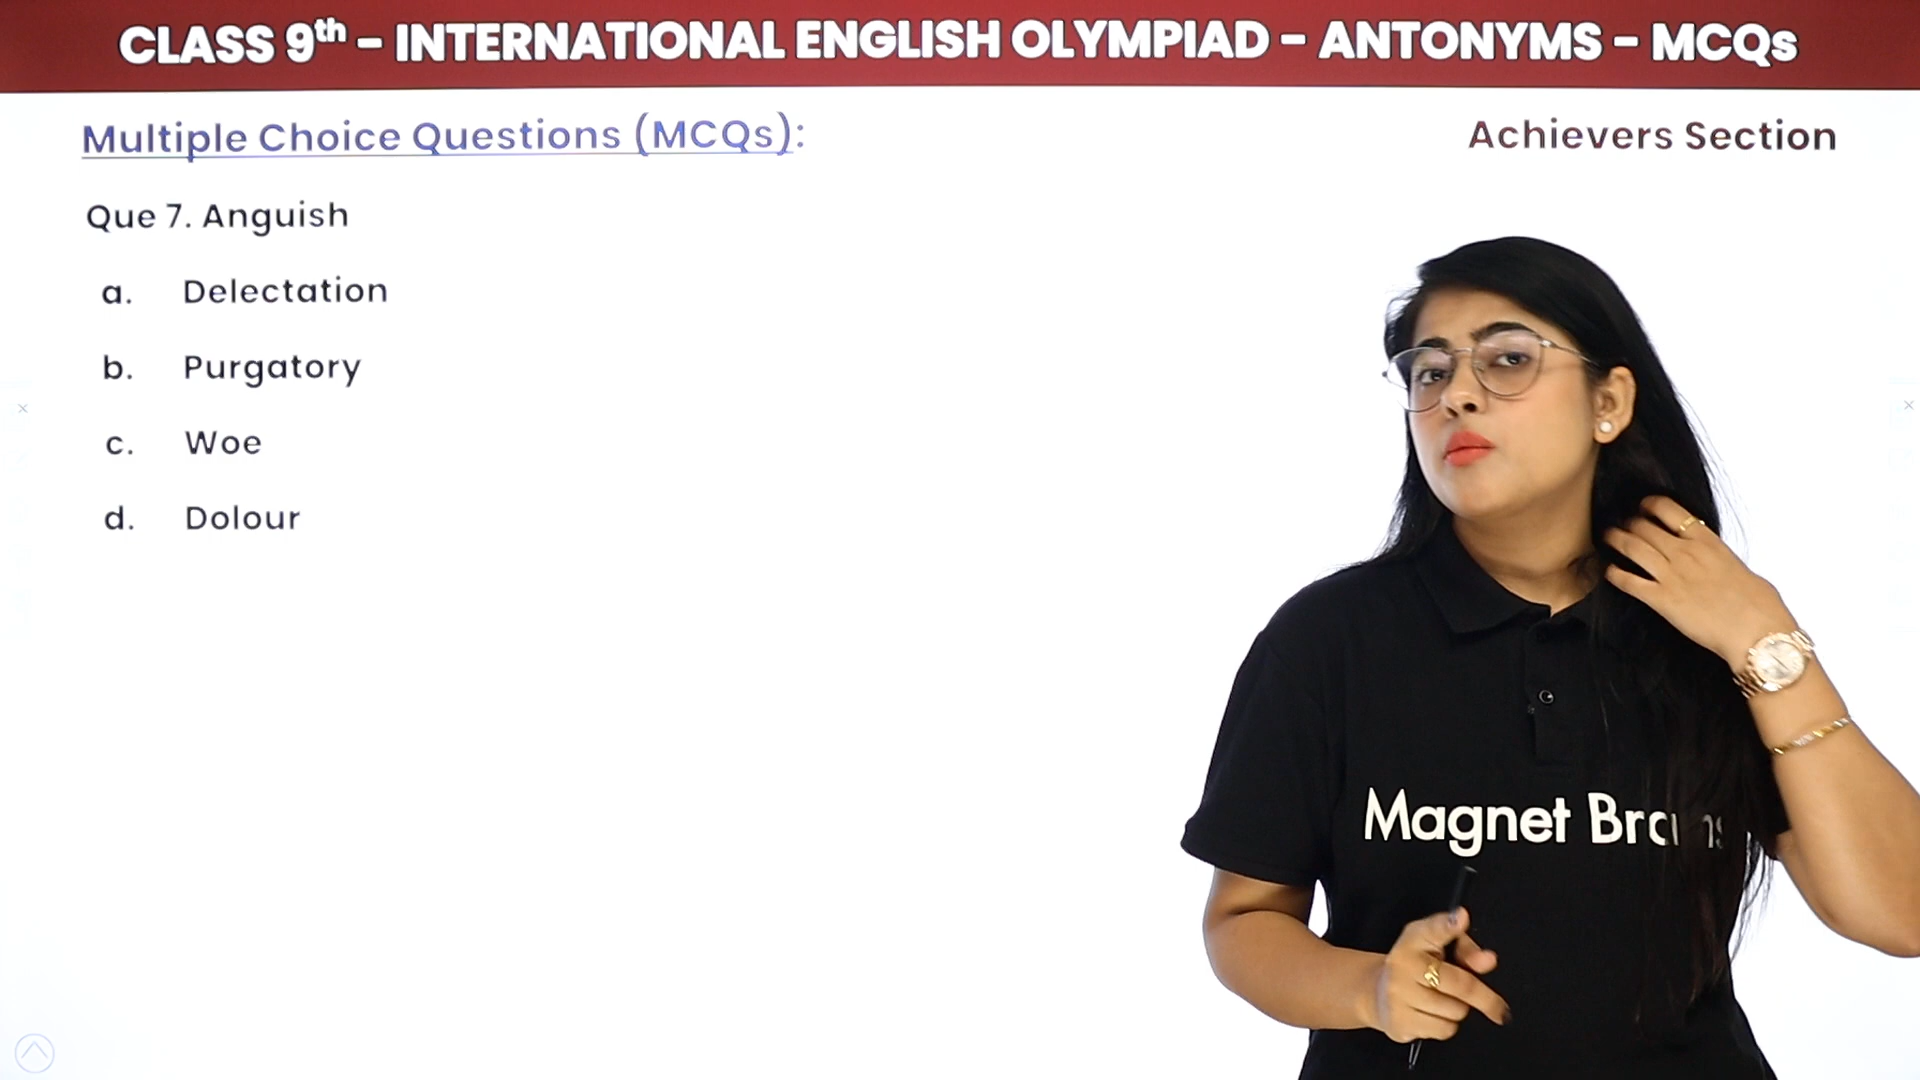 CLASS 9th - INTERNATIONAL ENGLISH OLYMPIAD - ANTONYMS - MCQs
Multiple Choice Questions (MCQs):
Achievers Section
Que 7. Anguish
a. Delectation
b. Purgatory
c. Woe
d. Dolour
Magnet